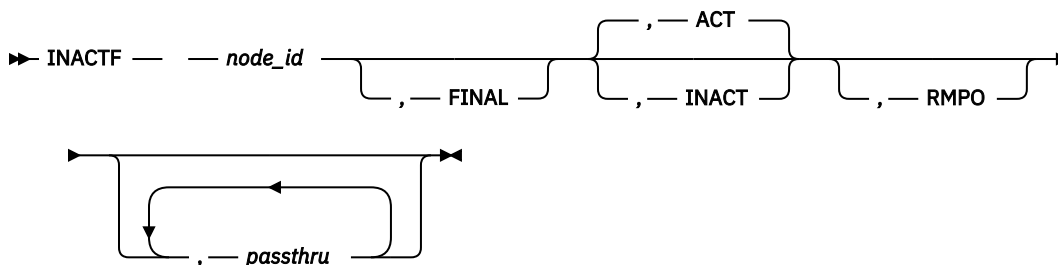 , ACT
INACTF node_id
, FINAL , INACT , RMPO
, passthru